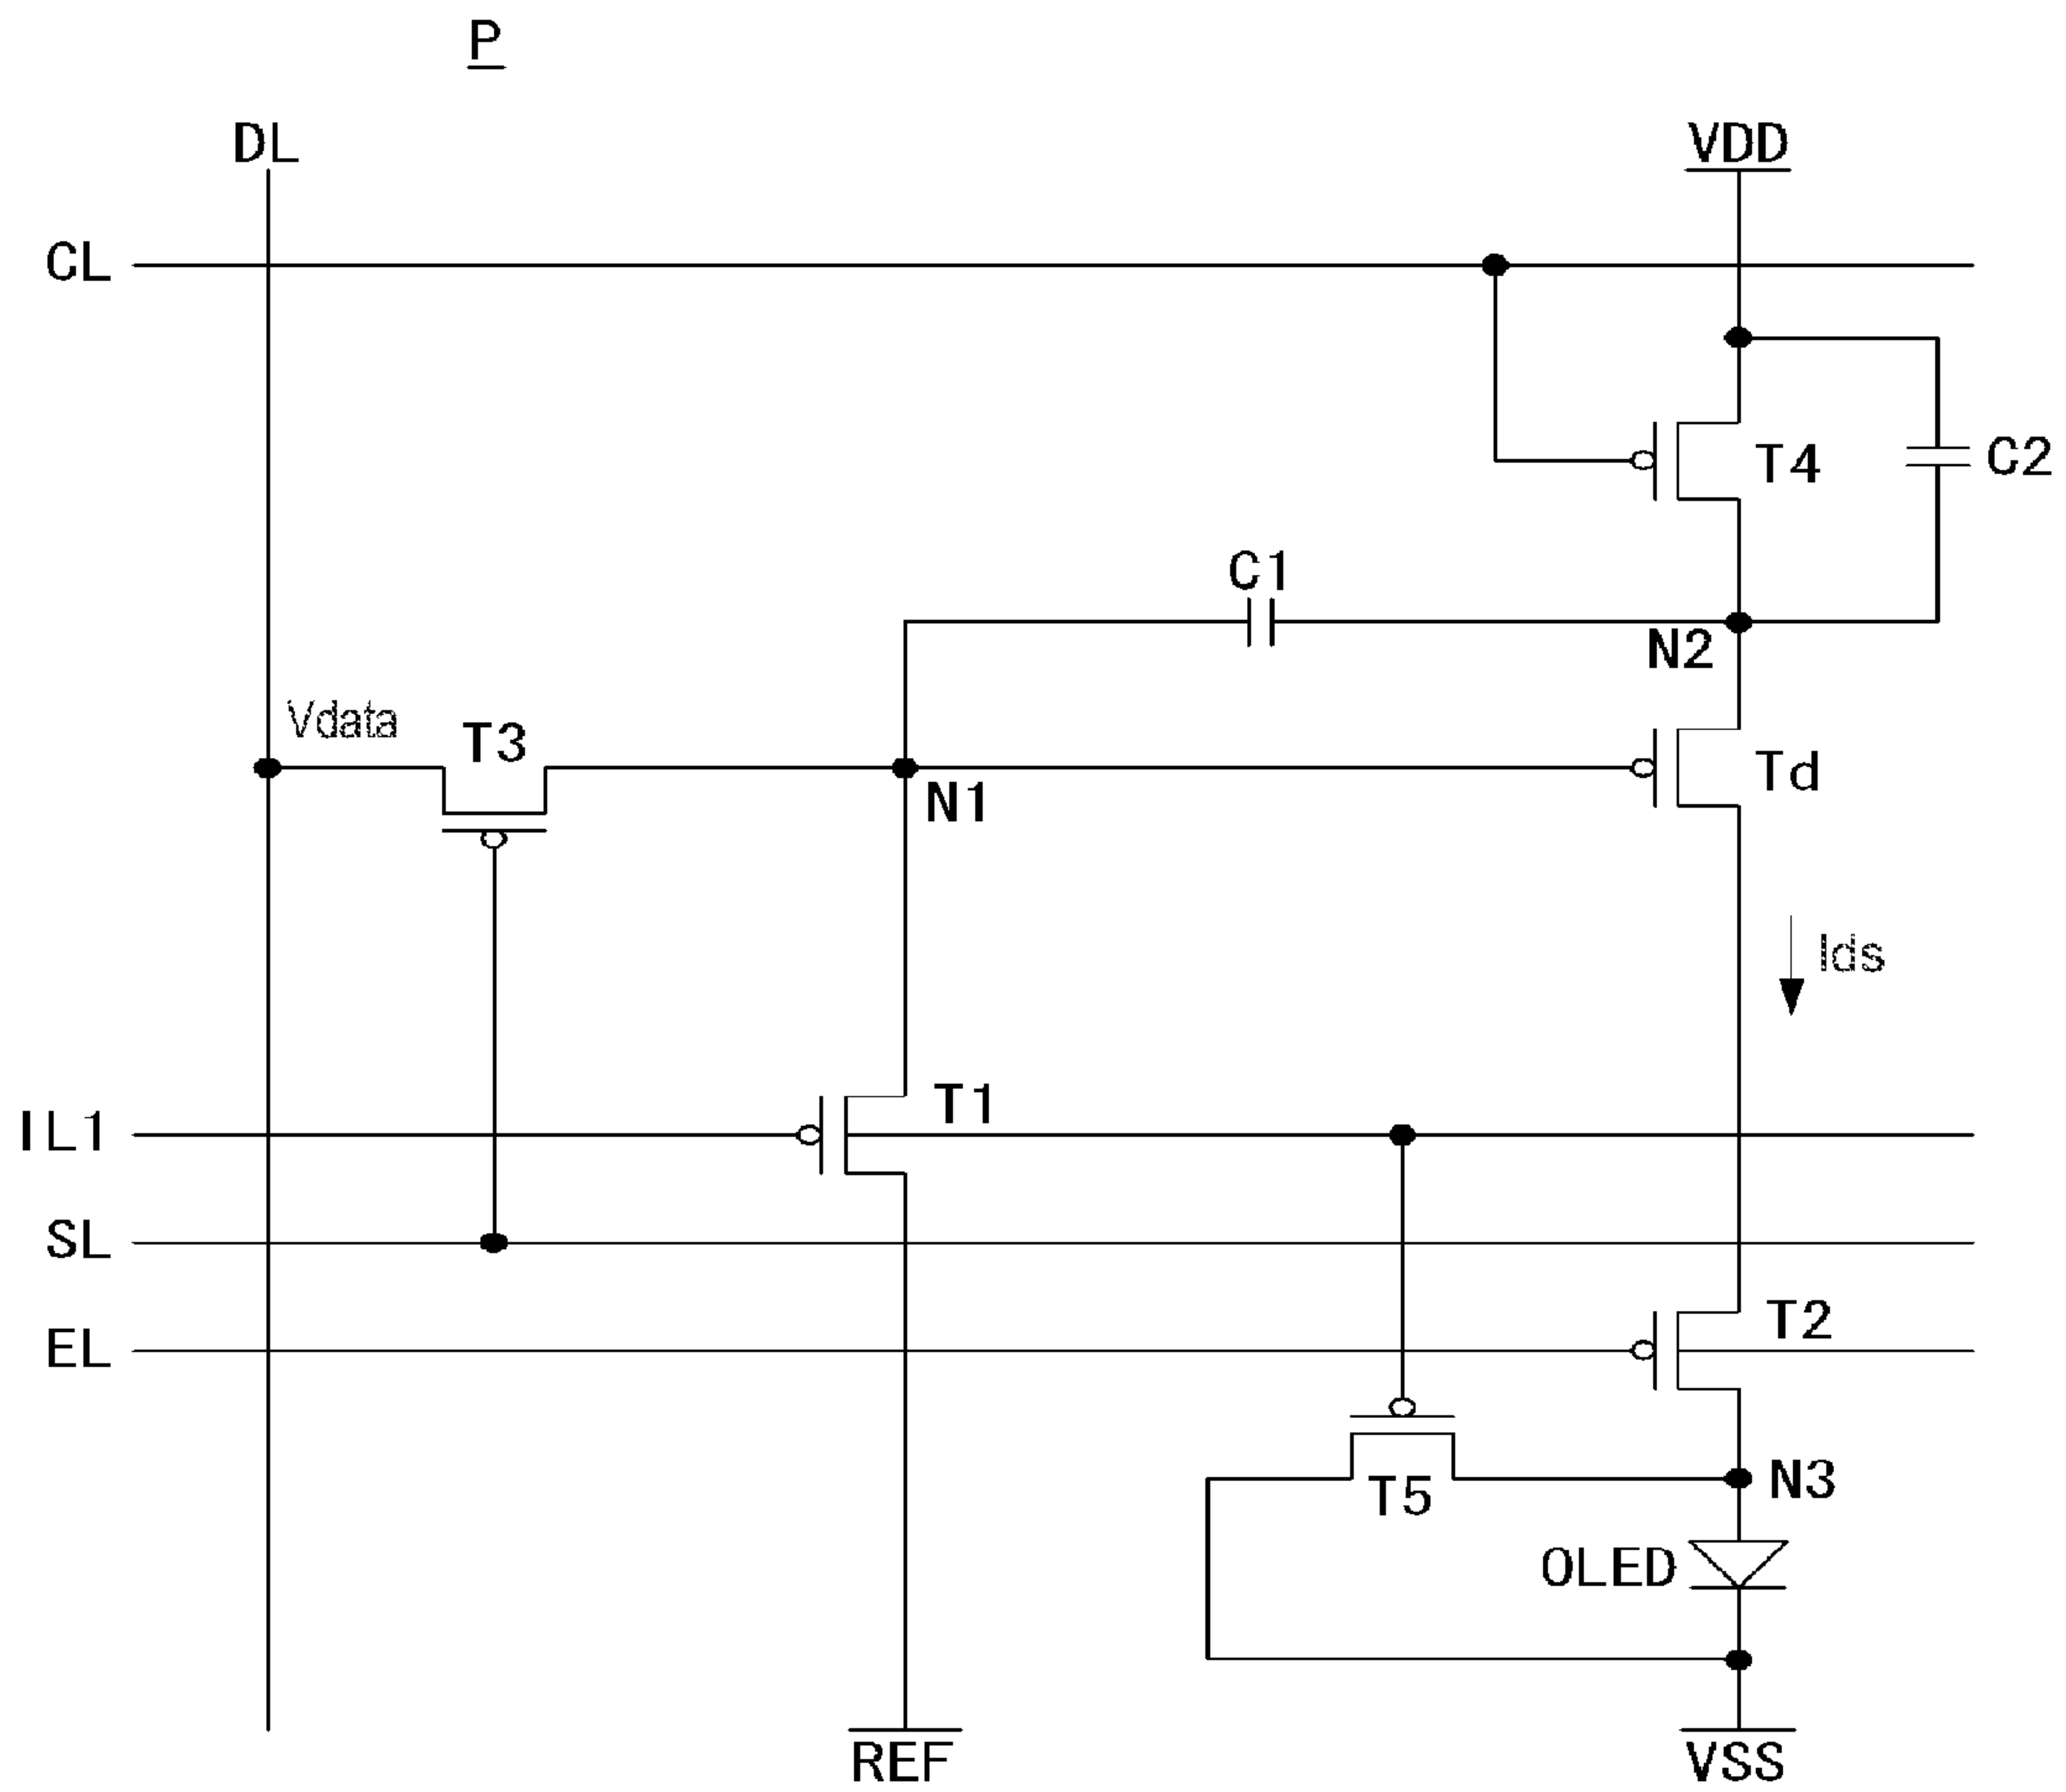 P
DL
VDD
CL
T4
C2
C1
N2
Vdata
T3
N1
Td
Ids
IL1
T1
SL
EL
T2
T5
N3
OLED
REF
VSS